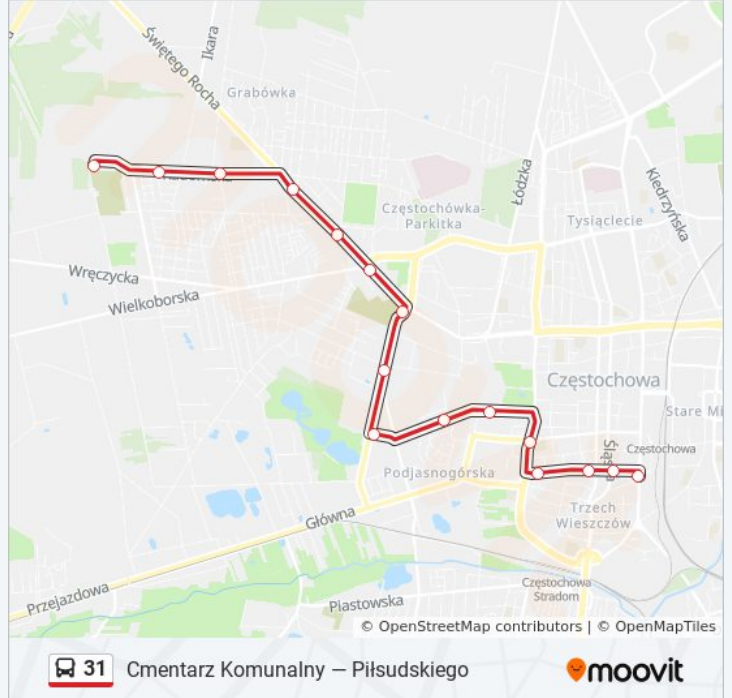 Ikara
Świętego Rocha
Grabówka
Łódzka
Kiedrzyńska
Częstochówka-
Parkitka
Tysiąclecie
Wręczycka
Wielkoborska
Częstochowa
Stare Mi
Częstochowa
Podjasnogórska
Trzech
Wieszczów
Główna
Częstochowa
Stradom
Przejazdowa
Piastowska
© OpenStreetMap contributors | © OpenMapTiles
31 Cmentarz Komunalny — Piłsudskiego
moovit